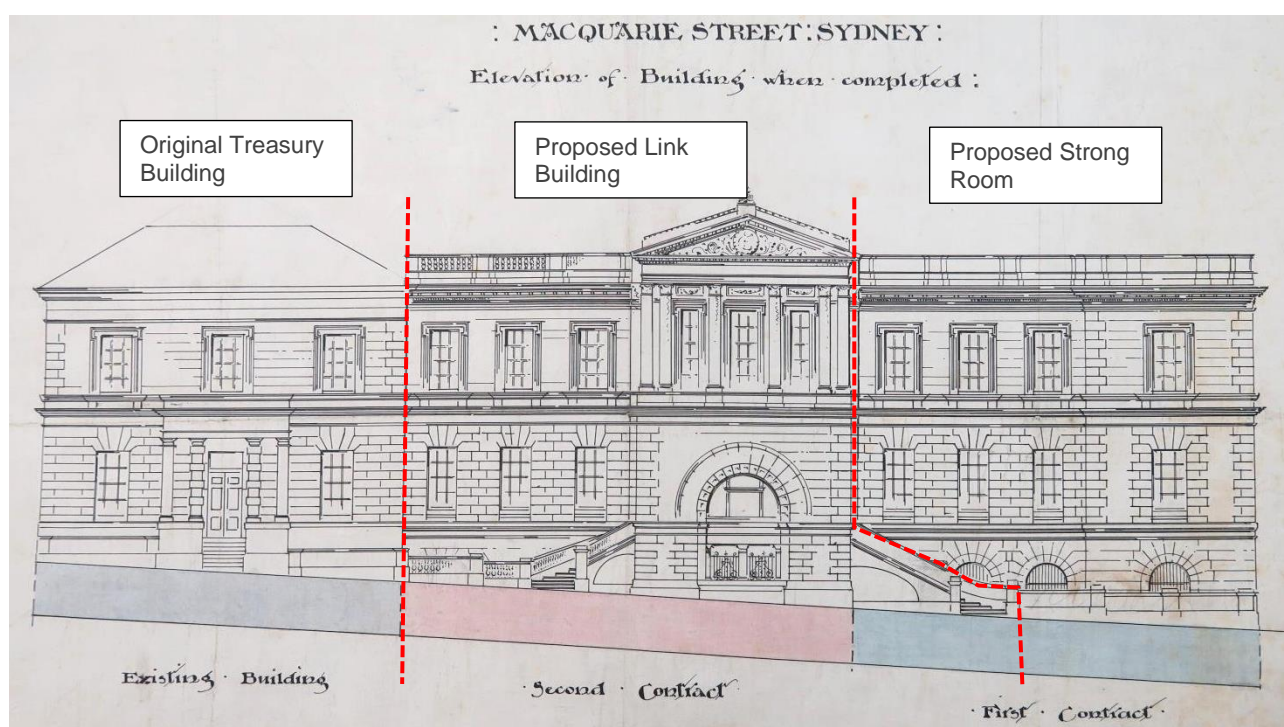 : MACQUARIE STREET : SYDNEY :
Elevation · of · Building · when · completed :
Original Treasury
Building
Proposed Link
Building
Proposed Strong
Room
Existing · Building
· Second · Contract ·
· First · Contract ·